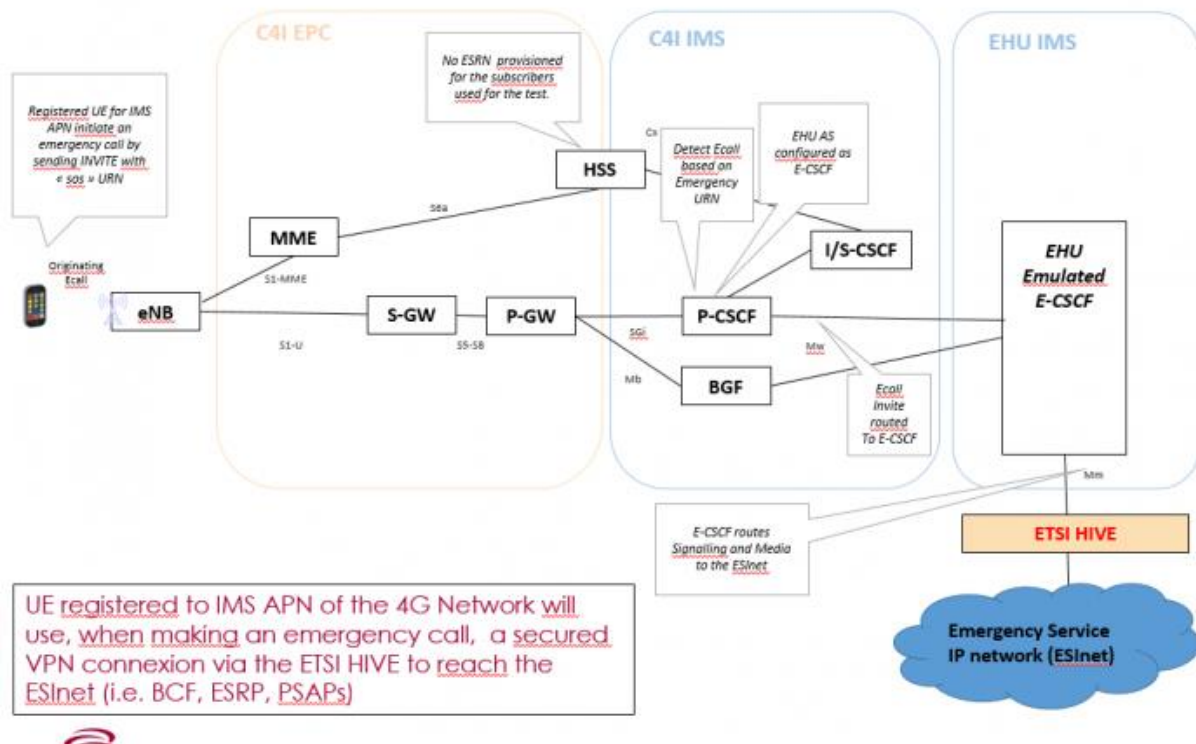 C4I EPC
C4I IMS
EHU IMS
Registered UE for IMS
APN initiate an
emergency call by
sending INVITE with
« sos » URN
No ESRN provisioned
for the subscribers
used for the test.
Cx
Detect Ecall
based on
Emergency
URN
EHU AS
configured as
E-CSCF
HSS
S6a
MME
I/S-CSCF
EHU
Emulated
E-CSCF
Originating
Ecall
S1-MME
eNB
S-GW
P-GW
P-CSCF
S1-U
S5-S8
SGi
Mw
Mb
BGF
Ecall
Invite
routed
To E-CSCF
Mm
E-CSCF routes
Signalling and Media
to the ESInet
ETSI HIVE
UE registered to IMS APN of the 4G Network will
use, when making an emergency call, a secured
VPN connexion via the ETSI HIVE to reach the
ESInet (i.e. BCF, ESRP, PSAPs)
Emergency Service
IP network (ESInet)